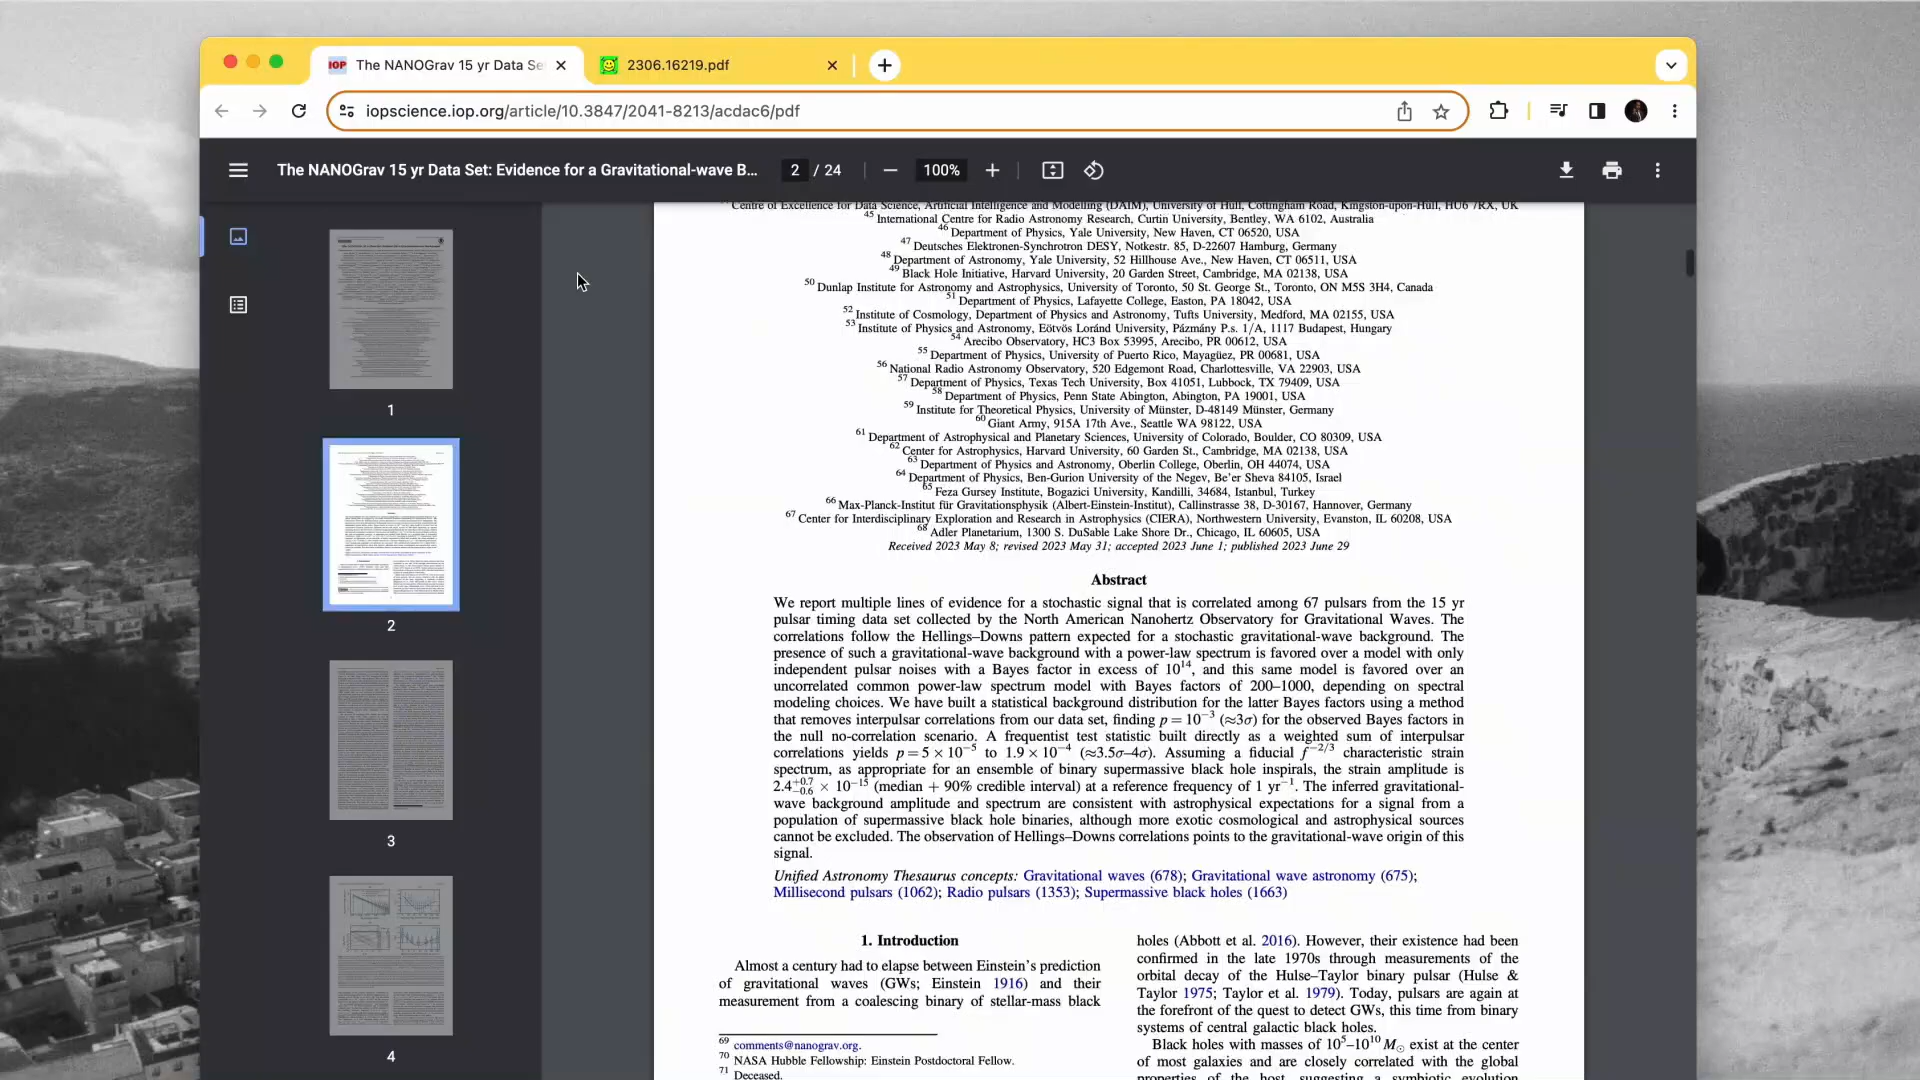 The NANOGrav 15 yr Data Se
2306.16219.pdf
iopscience.iop.org/article/10.3847/2041-8213/acdac6/pdf
The NANOGrav 15 yr Data Set: Evidence for a Gravitational-wave B...
2 / 24
100%
Centre of Excellence for Data Science, Artificial Intelligence and Modelling (DAIM), University of Hull, Cottingham Road, Kingston-upon-Hull, HU6 7RX, UK
45 International Centre for Radio Astronomy Research, Curtin University, Bentley, WA 6102, Australia
46 Department of Physics, Yale University, New Haven, CT 06520, USA
47 Deutsches Elektronen-Synchrotron DESY, Notkestr. 85, D-22607 Hamburg, Germany
48 Department of Astronomy, Yale University, 52 Hillhouse Ave., New Haven, CT 06511, USA
49 Black Hole Initiative, Harvard University, 20 Garden Street, Cambridge, MA 02138, USA
50 Dunlap Institute for Astronomy and Astrophysics, University of Toronto, 50 St. George St., Toronto, ON M5S 3H4, Canada
51 Department of Physics, Lafayette College, Easton, PA 18042, USA
52 Institute of Cosmology, Department of Physics and Astronomy, Tufts University, Medford, MA 02155, USA
53 Institute of Physics and Astronomy, Eötvös Loránd University, Pázmány P.s. 1/A, 1117 Budapest, Hungary
54 Arecibo Observatory, HC3 Box 53995, Arecibo, PR 00612, USA
55 Department of Physics, University of Puerto Rico, Mayagüez, PR 00681, USA
56 National Radio Astronomy Observatory, 520 Edgemont Road, Charlottesville, VA 22903, USA
57 Department of Physics, Texas Tech University, Box 41051, Lubbock, TX 79409, USA
58 Department of Physics, Penn State Abington, Abington, PA 19001, USA
59 Institute for Theoretical Physics, University of Münster, D-48149 Münster, Germany
60 Giant Army, 915A 17th Ave., Seattle WA 98122, USA
61 Department of Astrophysical and Planetary Sciences, University of Colorado, Boulder, CO 80309, USA
62 Center for Astrophysics, Harvard University, 60 Garden St., Cambridge, MA 02138, USA
63 Department of Physics and Astronomy, Oberlin College, Oberlin, OH 44074, USA
64 Department of Physics, Ben-Gurion University of the Negev, Be'er Sheva 84105, Israel
65 Feza Gursey Institute, Bogazici University, Kandilli, 34684, Istanbul, Turkey
66 Max-Planck-Institut für Gravitationsphysik (Albert-Einstein-Institut), Callinstrasse 38, D-30167, Hannover, Germany
67 Center for Interdisciplinary Exploration and Research in Astrophysics (CIERA), Northwestern University, Evanston, IL 60208, USA
68 Adler Planetarium, 1300 S. DuSable Lake Shore Dr., Chicago, IL 60605, USA
Received 2023 May 8; revised 2023 May 31; accepted 2023 June 1; published 2023 June 29
Abstract
We report multiple lines of evidence for a stochastic signal that is correlated among 67 pulsars from the 15 yr
pulsar timing data set collected by the North American Nanohertz Observatory for Gravitational Waves. The
correlations follow the Hellings–Downs pattern expected for a stochastic gravitational-wave background. The
presence of such a gravitational-wave background with a power-law spectrum is favored over a model with only
independent pulsar noises with a Bayes factor in excess of 10^14, and this same model is favored over an
uncorrelated common power-law spectrum model with Bayes factors of 200–1000, depending on spectral
modeling choices. We have built a statistical background distribution for the latter Bayes factors using a method
that removes interpulsar correlations from our data set, finding p = 10^−3 (≈3σ) for the observed Bayes factors in
the null no-correlation scenario. A frequentist test statistic built directly as a weighted sum of interpulsar
correlations yields p = 5 × 10^−5 to 1.9 × 10^−4 (≈3.5σ–4σ). Assuming a fiducial f^−2/3 characteristic strain
spectrum, as appropriate for an ensemble of binary supermassive black hole inspirals, the strain amplitude is
2.4 +0.7 −0.6 × 10^−15 (median + 90% credible interval) at a reference frequency of 1 yr^−1. The inferred gravitational-
wave background amplitude and spectrum are consistent with astrophysical expectations for a signal from a
population of supermassive black hole binaries, although more exotic cosmological and astrophysical sources
cannot be excluded. The observation of Hellings–Downs correlations points to the gravitational-wave origin of this
signal.
Unified Astronomy Thesaurus concepts: Gravitational waves (678); Gravitational wave astronomy (675);
Millisecond pulsars (1062); Radio pulsars (1353); Supermassive black holes (1663)
1. Introduction
Almost a century had to elapse between Einstein's prediction
of gravitational waves (GWs; Einstein 1916) and their
measurement from a coalescing binary of stellar-mass black
69 comments@nanograv.org.
70 NASA Hubble Fellowship: Einstein Postdoctoral Fellow.
71 Deceased.
holes (Abbott et al. 2016). However, their existence had been
confirmed in the late 1970s through measurements of the
orbital decay of the Hulse–Taylor binary pulsar (Hulse &
Taylor 1975; Taylor et al. 1979). Today, pulsars are again at
the forefront of the quest to detect GWs, this time from binary
systems of central galactic black holes.
Black holes with masses of 10^5–10^10 M⊙ exist at the center
of most galaxies and are closely correlated with the global
properties of the host, suggesting a symbiotic evolution
1
2
3
4
IOP